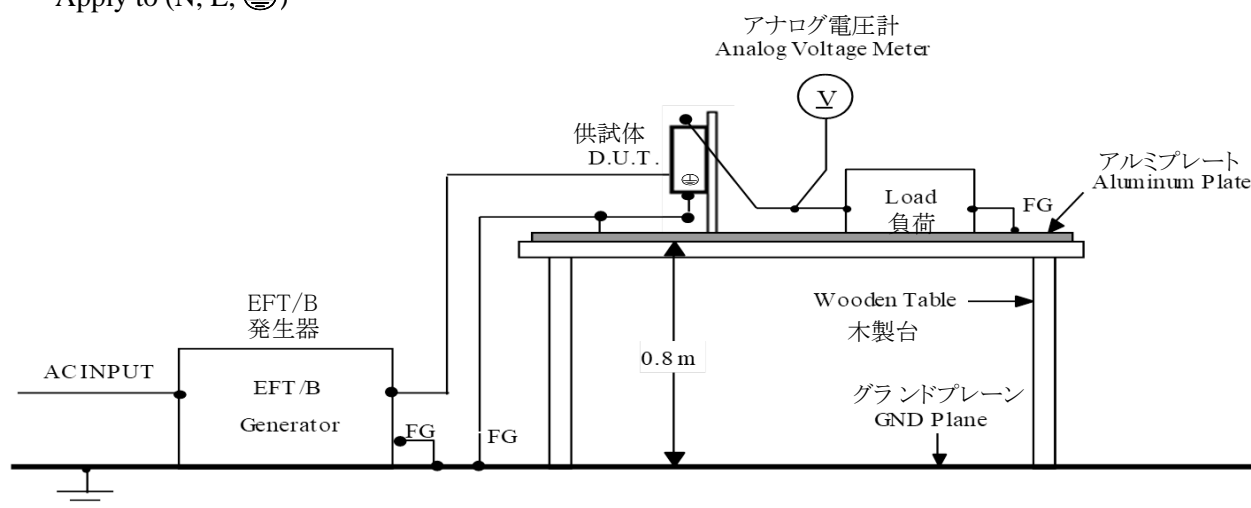 Apply to (N, L, ⏚)
アナログ電圧計
Analog Voltage Meter
V
供試体
D.U.T.
アルミプレート
Aluminum Plate
Load
負荷
FG
EFT/B
発生器
Wooden Table
木製台
0.8 m
AC INPUT
EFT/B
Generator
FG
FG
グランドプレーン
GND Plane